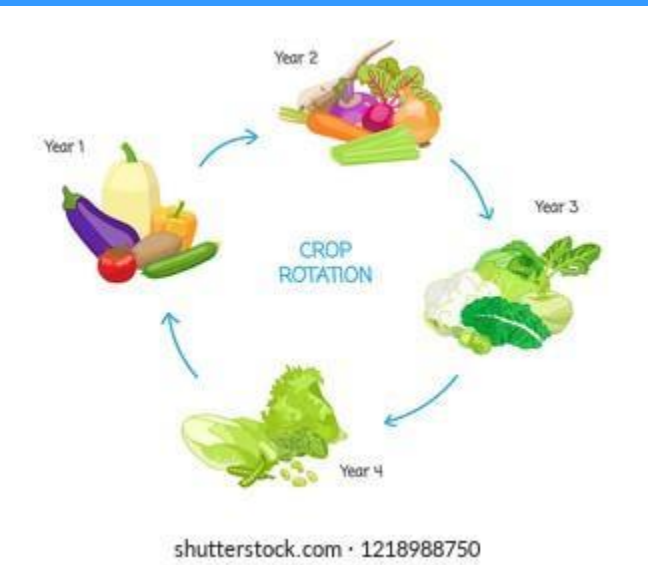 Year 2
Year 1
Year 3
CROP
ROTATION
Year 4
shutterstock.com · 1218988750